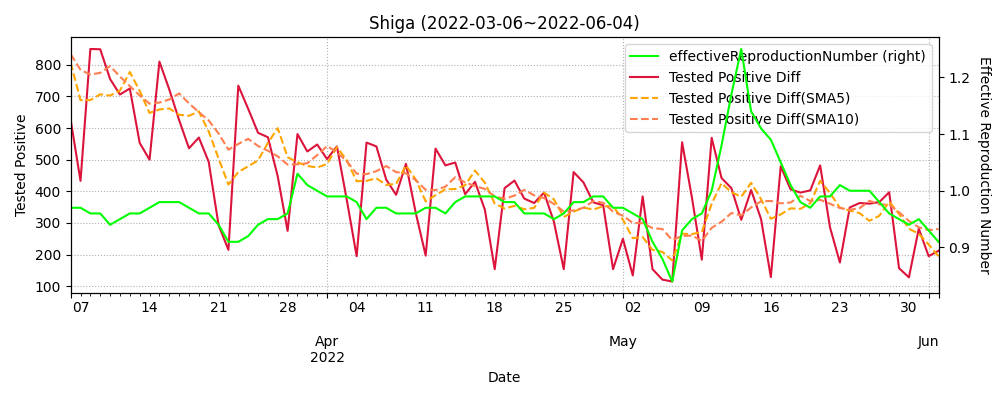 Shiga (2022-03-06~2022-06-04)
effectiveReproductionNumber (right)
Tested Positive Diff
Tested Positive Diff(SMA5)
Tested Positive Diff(SMA10)
Tested Positive
800
700
600
500
400
300
200
100
Effective Reproduction Number
1.2
1.1
1.0
0.9
07 14 21 28 04 11 18 25 02 09 16 23 30
Apr May Jun
2022
Date